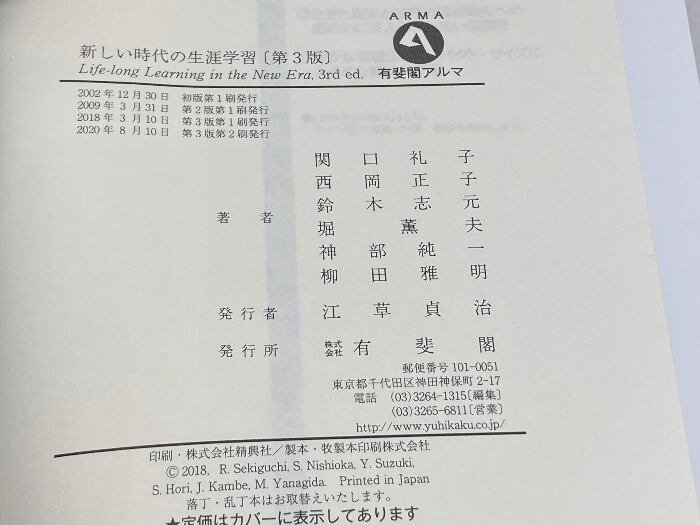 ARMA
新しい時代の生涯学習〔第3版〕
Life-long Learning in the New Era, 3rd ed. 有斐閣アルマ
2002年12月30日 初版第1刷発行
2009年3月31日 第2版第1刷発行
2018年3月10日 第3版第1刷発行
2020年8月10日 第3版第2刷発行
関口礼子
西岡正子
鈴木志元
著者
堀薫夫
神部純一
柳田雅明
発行者 江草貞治
発行所 株式会社 有斐閣
郵便番号 101-0051
東京都千代田区神田神保町2-17
電話 (03)3264-1315〔編集〕
(03)3265-6811〔営業〕
http://www.yuhikaku.co.jp/
印刷・株式会社精興社/製本・牧製本印刷株式会社
© 2018, R. Sekiguchi, S. Nishioka, Y. Suzuki,
S. Hori, J. Kambe, M. Yanagida. Printed in Japan
落丁・乱丁本はお取替えいたします。
★定価はカバーに表示してあります